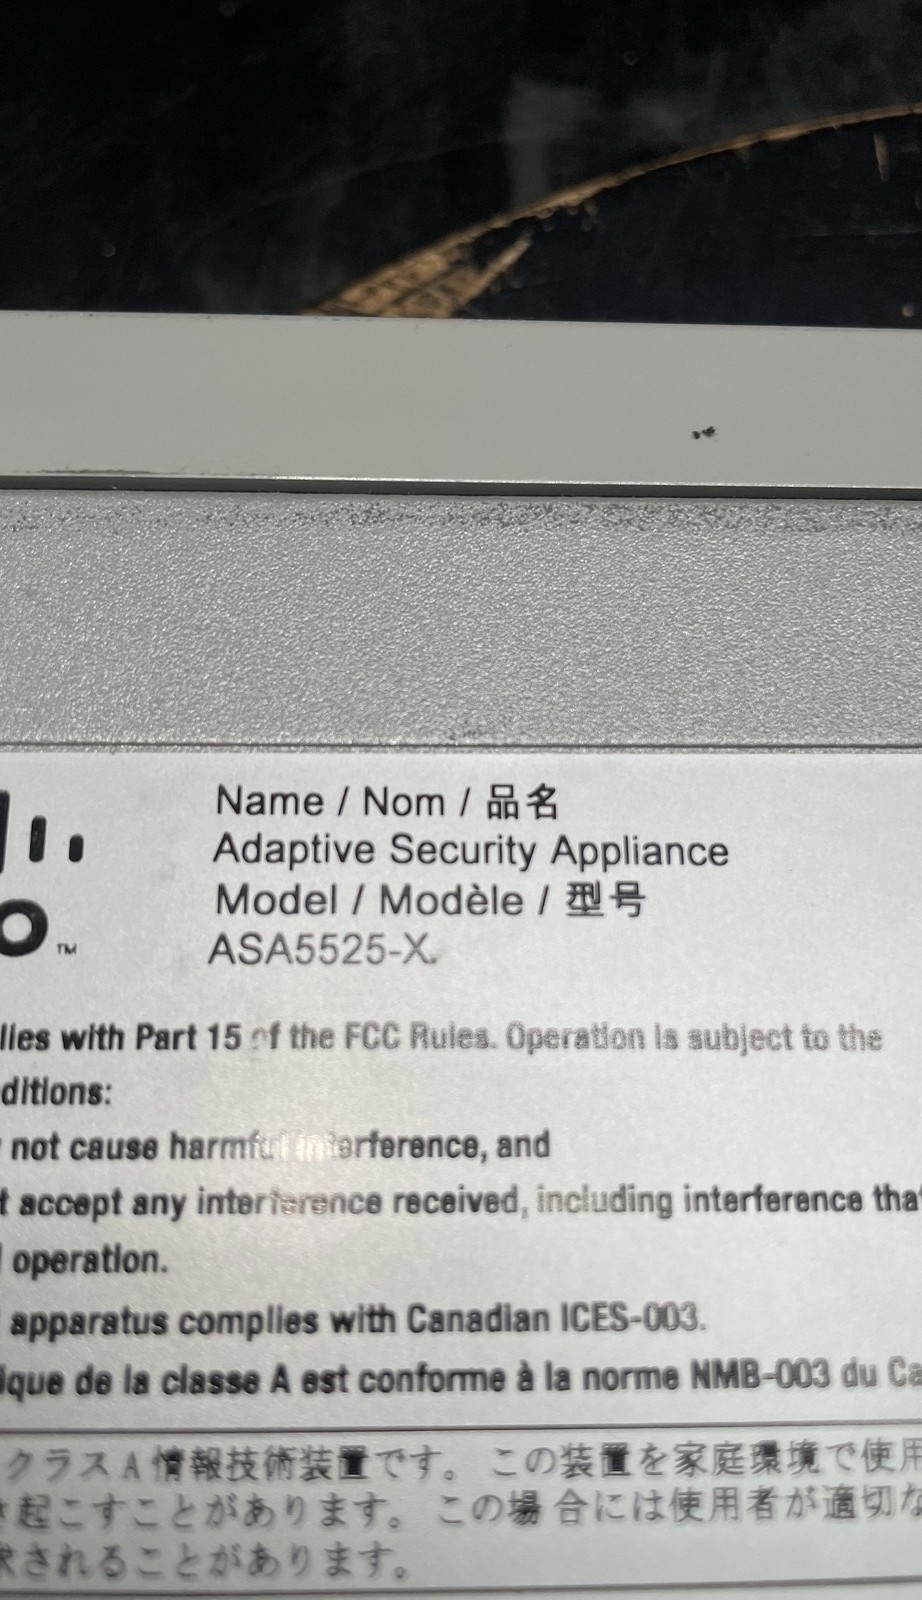 Name / Nom / 品名
Adaptive Security Appliance
Model / Modèle / 型号
ASA5525-X
o ™
lies with Part 15 of the FCC Rules. Operation is subject to the
ditions:
not cause harmful interference, and
t accept any interference received, including interference that
operation.
apparatus complies with Canadian ICES-003.
ique de la classe A est conforme à la norme NMB-003 du Ca
クラスA 情報技術装置です。 この装置を家庭環境で使用
起こすことがあります。 この場 合には使用者が適切な
求されることがあります。